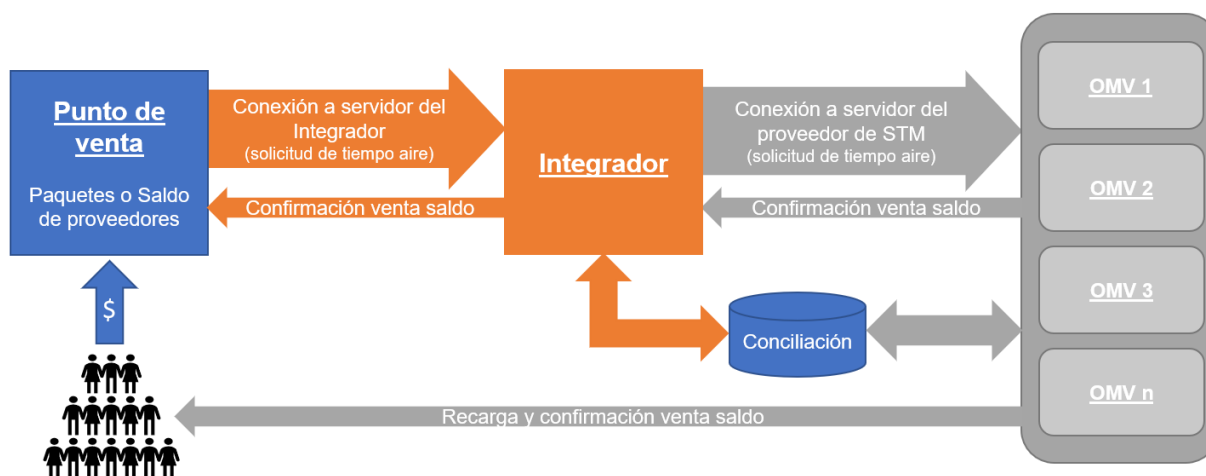 Punto de
venta
Paquetes o Saldo
de proveedores
Conexión a servidor del
Integrador
(solicitud de tiempo aire)
Confirmación venta saldo
Integrador
Conexión a servidor del
proveedor de STM
(solicitud de tiempo aire)
Confirmación venta saldo
OMV 1
OMV 2
OMV 3
OMV n
$
Conciliación
Recarga y confirmación venta saldo